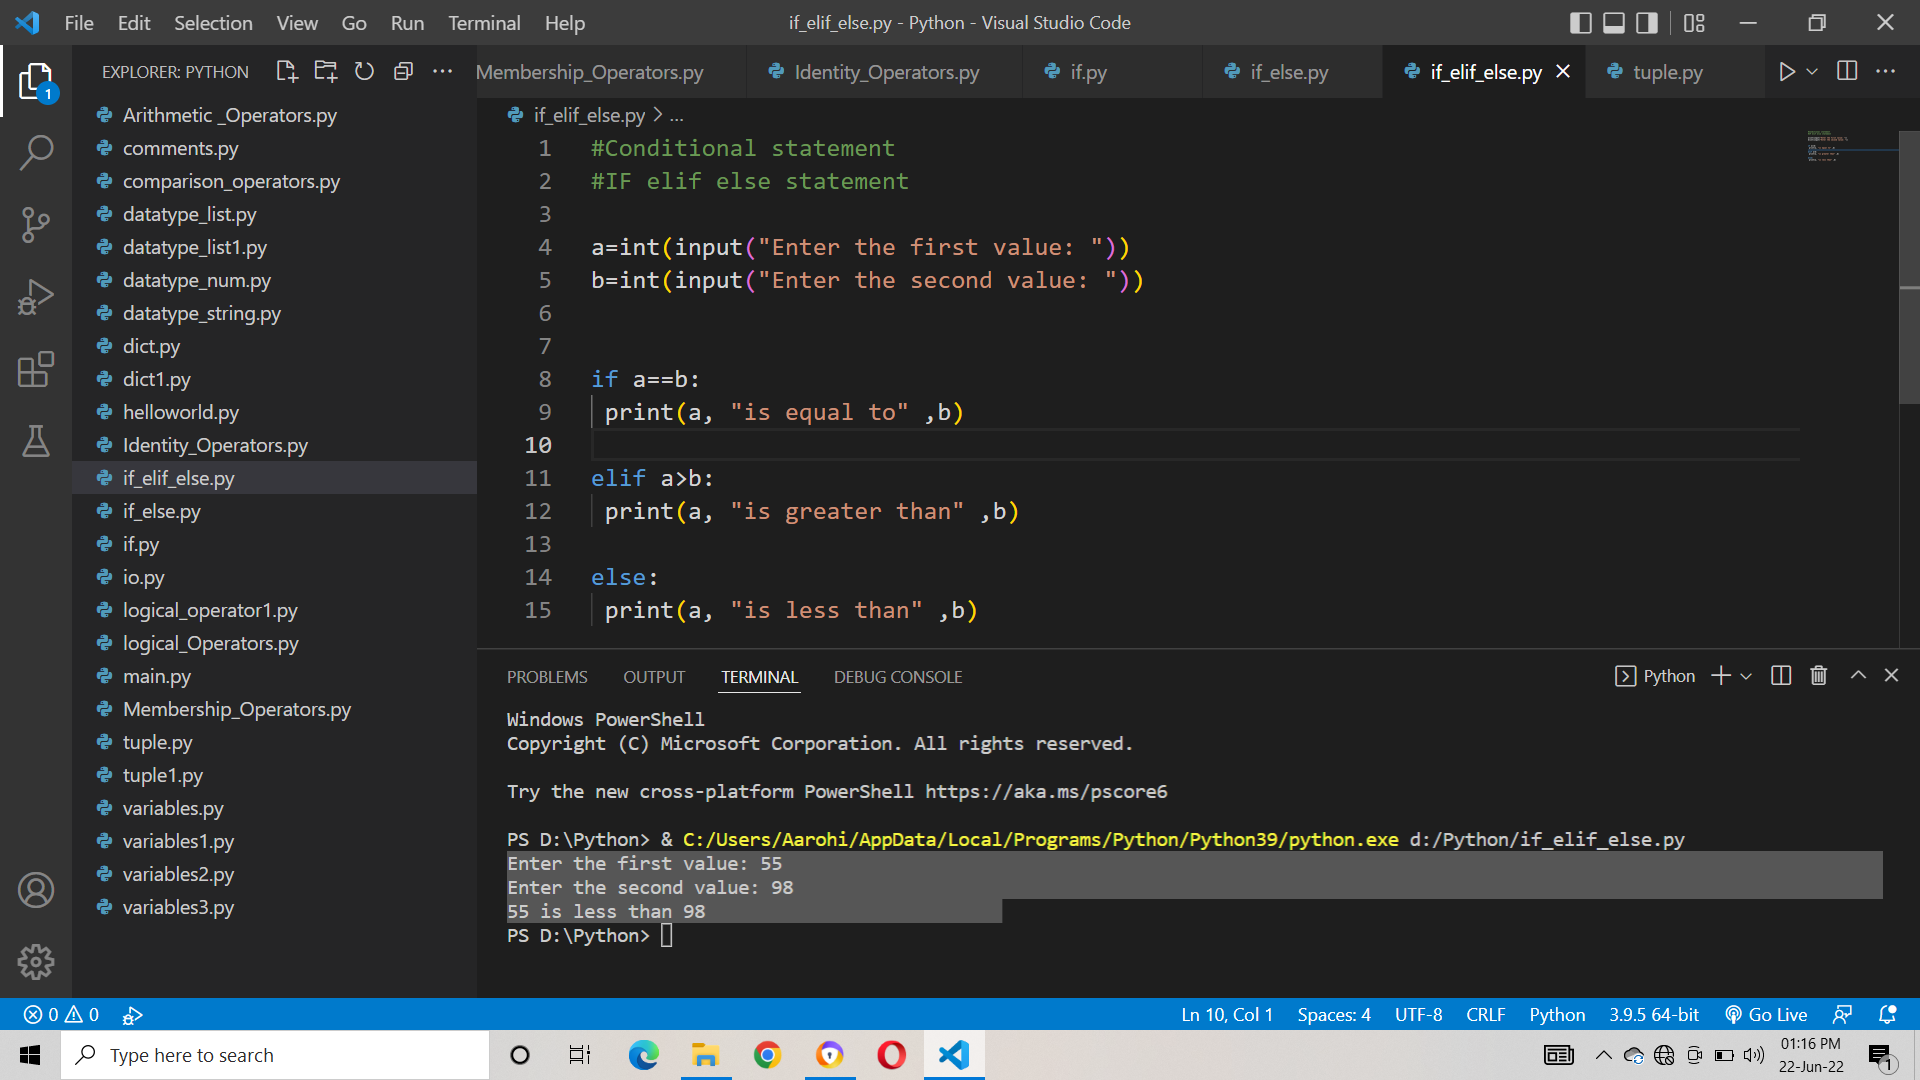 File Edit Selection View Go Run Terminal Help
if_elif_else.py - Python - Visual Studio Code
1
EXPLORER: PYTHON
Arithmetic _Operators.py
comments.py
comparison_operators.py
datatype_list.py
datatype_list1.py
datatype_num.py
datatype_string.py
dict.py
dict1.py
helloworld.py
Identity_Operators.py
if_elif_else.py
if_else.py
if.py
io.py
logical_operator1.py
logical_Operators.py
main.py
Membership_Operators.py
tuple.py
tuple1.py
variables.py
variables1.py
variables2.py
variables3.py
Membership_Operators.py Identity_Operators.py if.py if_else.py if_elif_else.py tuple.py
if_elif_else.py > ...
1 #Conditional statement
2 #IF elif else statement
3
4 a=int(input("Enter the first value: "))
5 b=int(input("Enter the second value: "))
6
7
8 if a==b:
9 print(a, "is equal to" ,b)
10
11 elif a>b:
12 print(a, "is greater than" ,b)
13
14 else:
15 print(a, "is less than" ,b)
PROBLEMS OUTPUT TERMINAL DEBUG CONSOLE
Python
Windows PowerShell
Copyright (C) Microsoft Corporation. All rights reserved.
Try the new cross-platform PowerShell https://aka.ms/pscore6
PS D:\Python> & C:/Users/Aarohi/AppData/Local/Programs/Python/Python39/python.exe d:/Python/if_elif_else.py
Enter the first value: 55
Enter the second value: 98
55 is less than 98
PS D:\Python>
0 0
Ln 10, Col 1 Spaces: 4 UTF-8 CRLF Python 3.9.5 64-bit Go Live
Type here to search
01:16 PM
22-Jun-22
1